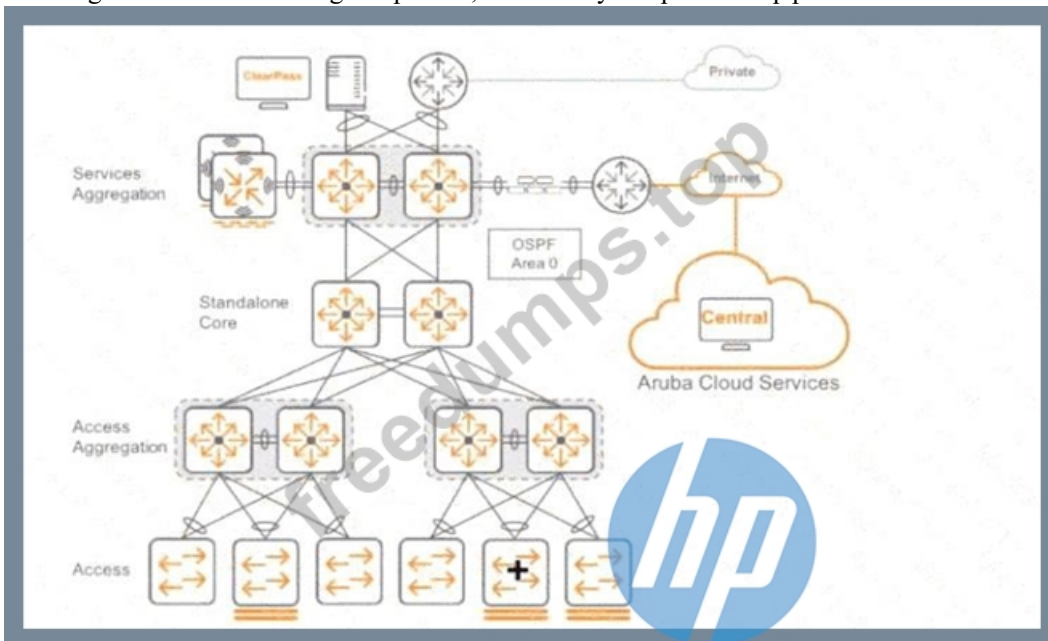 ClearPass
Private
Services
Aggregation
Internet
OSPF
Area 0
Standalone
Core
Central
Aruba Cloud Services
Access
Aggregation
Access
hp
freedumps.top